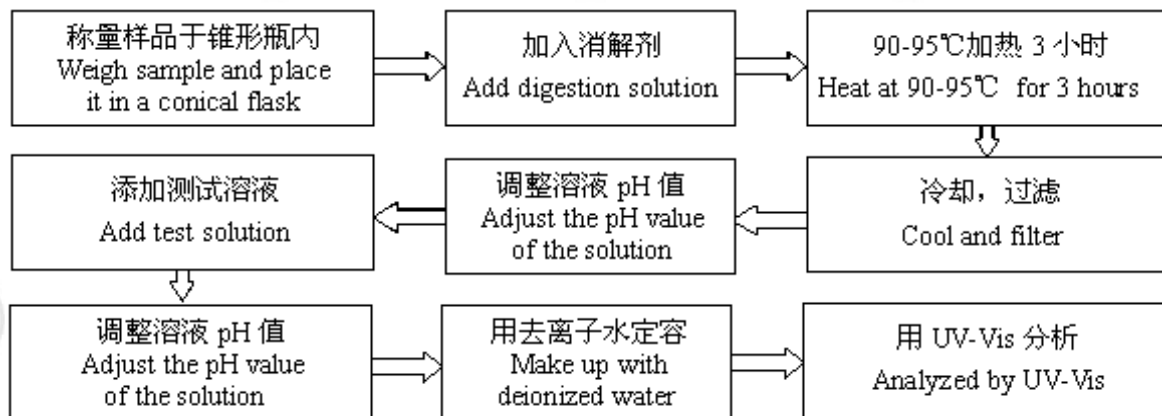 称量样品于锥形瓶内
Weigh sample and place
it in a conical flask
加入消解剂
Add digestion solution
90-95℃加热 3 小时
Heat at 90-95℃ for 3 hours
冷却，过滤
Cool and filter
调整溶液 pH 值
Adjust the pH value
of the solution
添加测试溶液
Add test solution
调整溶液 pH 值
Adjust the pH value
of the solution
用去离子水定容
Make up with
deionized water
用 UV-Vis 分析
Analyzed by UV-Vis